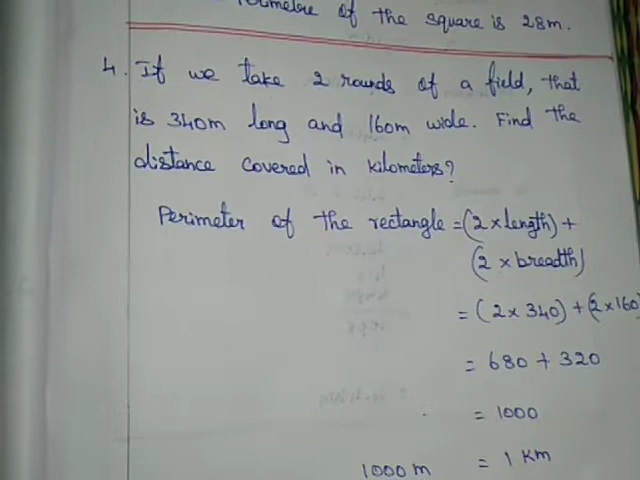 Perimetre of the square is 28m.
4. If we take 2 rounds of a field, that
is 340m long and 160m wide. Find the
distance covered in kilometers?
Perimeter of the rectangle = (2 x length) +
(2 x breadth)
= (2 x 340) + (2 x 160)
= 680 + 320
= 1000
1000 m = 1 Km